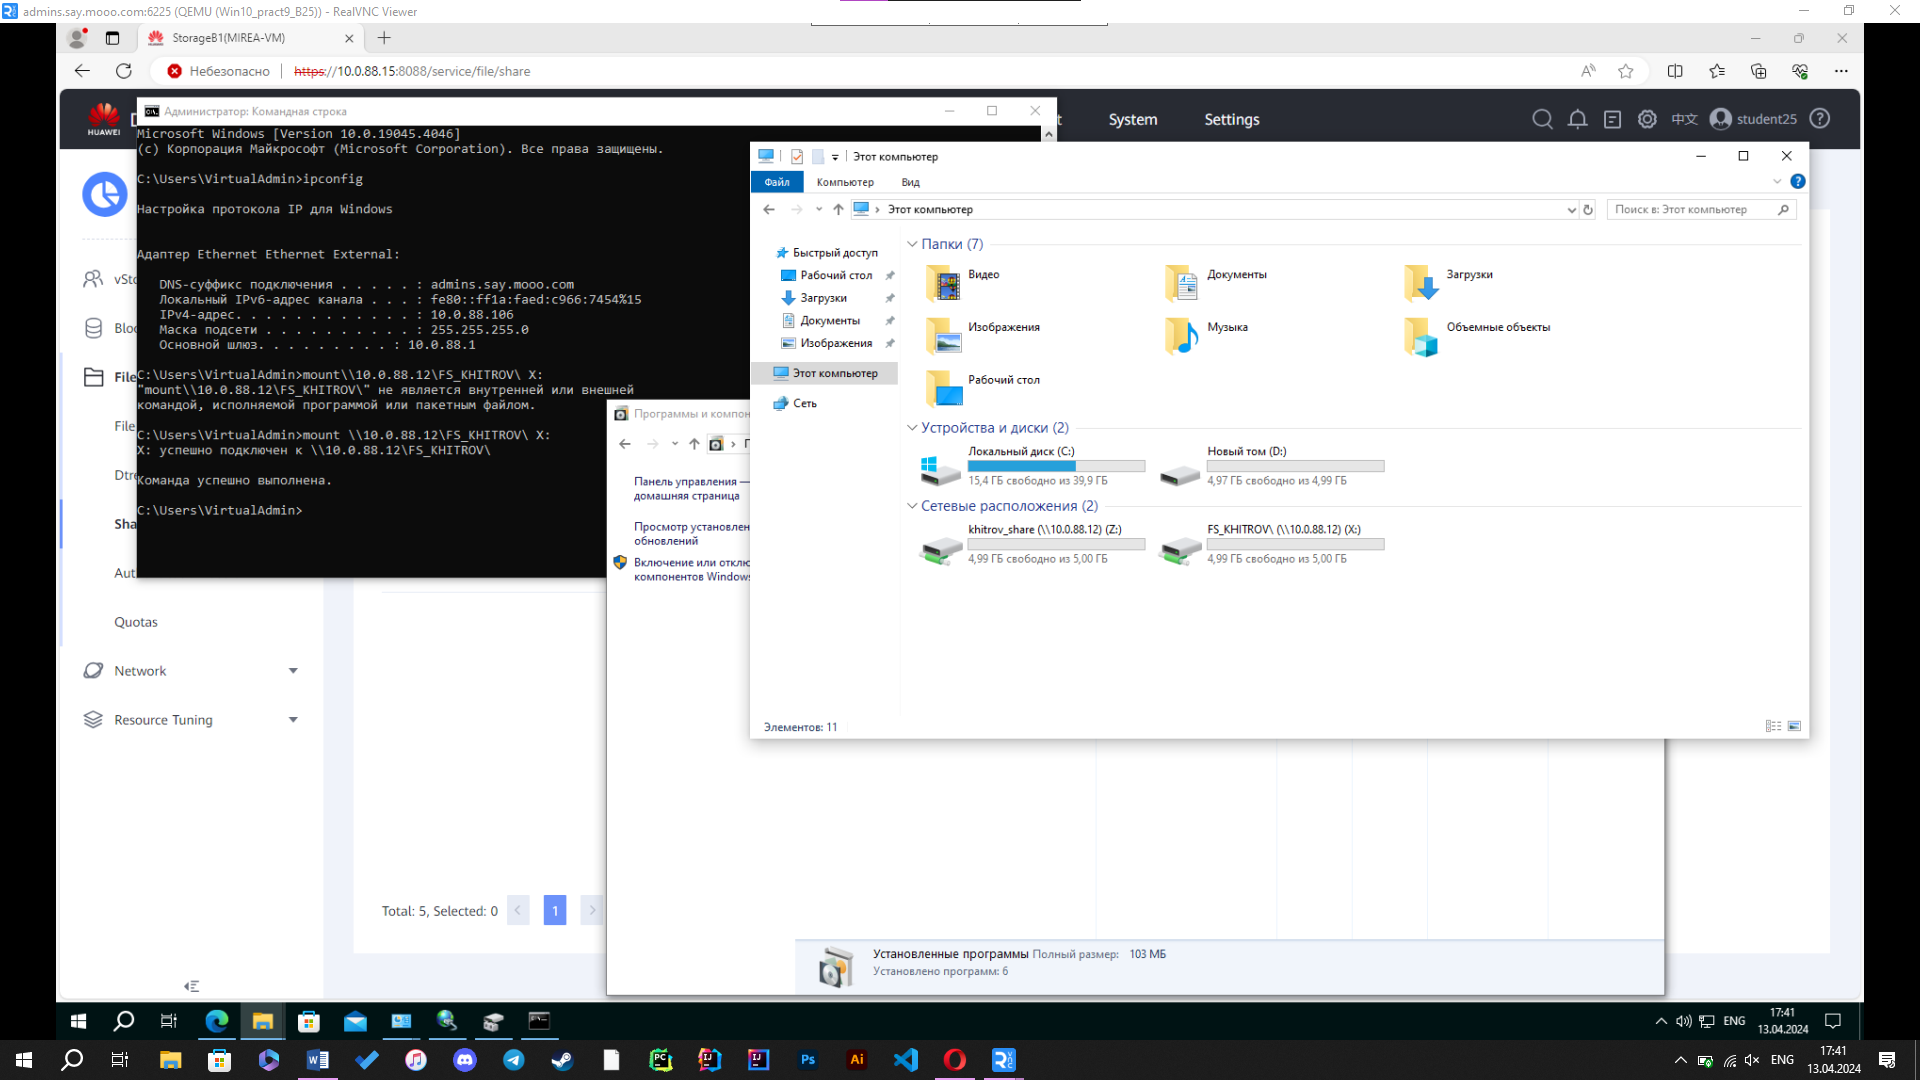 admins.say.mooo.com:6225 (QEMU (Win10_pract9_B25)) - RealVNC Viewer
StorageB1(MIREA-VM)
Небезопасно
https://10.0.88.15:8088/service/file/share
HUAWEI
System
Settings
中文
student25
Администратор: Командная строка
Microsoft Windows [Version 10.0.19045.4046]
(c) Корпорация Майкрософт (Microsoft Corporation). Все права защищены.
C:\Users\VirtualAdmin>ipconfig
Настройка протокола IP для Windows
Адаптер Ethernet Ethernet External:
DNS-суффикс подключения . . . . . : admins.say.mooo.com
Локальный IPv6-адрес канала . . . : fe80::ff1a:faed:c966:7454%15
IPv4-адрес. . . . . . . . . . . . : 10.0.88.106
Маска подсети . . . . . . . . . . : 255.255.255.0
Основной шлюз. . . . . . . . . : 10.0.88.1
C:\Users\VirtualAdmin>mount\\10.0.88.12\FS_KHITROV\ X:
"mount\\10.0.88.12\FS_KHITROV\" не является внутренней или внешней
командой, исполняемой программой или пакетным файлом.
C:\Users\VirtualAdmin>mount \\10.0.88.12\FS_KHITROV\ X:
X: успешно подключен к \\10.0.88.12\FS_KHITROV\
Команда успешно выполнена.
C:\Users\VirtualAdmin>
vSto
Bloc
File
File
Dtre
Sha
Aut
Quotas
Network
Resource Tuning
Total: 5, Selected: 0
1
Программы и компон
Панель управления —
домашняя страница
Просмотр установлен
обновлений
Включение или отклю
компонентов Windows
Установленные программы Полный размер: 103 МБ
Установлено программ: 6
Этот компьютер
Файл
Компьютер
Вид
Этот компьютер
Поиск в: Этот компьютер
Быстрый доступ
Рабочий стол
Загрузки
Документы
Изображения
Этот компьютер
Сеть
Папки (7)
Видео
Документы
Загрузки
Изображения
Музыка
Объемные объекты
Рабочий стол
Устройства и диски (2)
Локальный диск (C:)
15,4 ГБ свободно из 39,9 ГБ
Новый том (D:)
4,97 ГБ свободно из 4,99 ГБ
Сетевые расположения (2)
khitrov_share (\\10.0.88.12) (Z:)
4,99 ГБ свободно из 5,00 ГБ
FS_KHITROV\ (\\10.0.88.12) (X:)
4,99 ГБ свободно из 5,00 ГБ
Элементов: 11
ENG
17:41
13.04.2024
ENG
17:41
13.04.2024